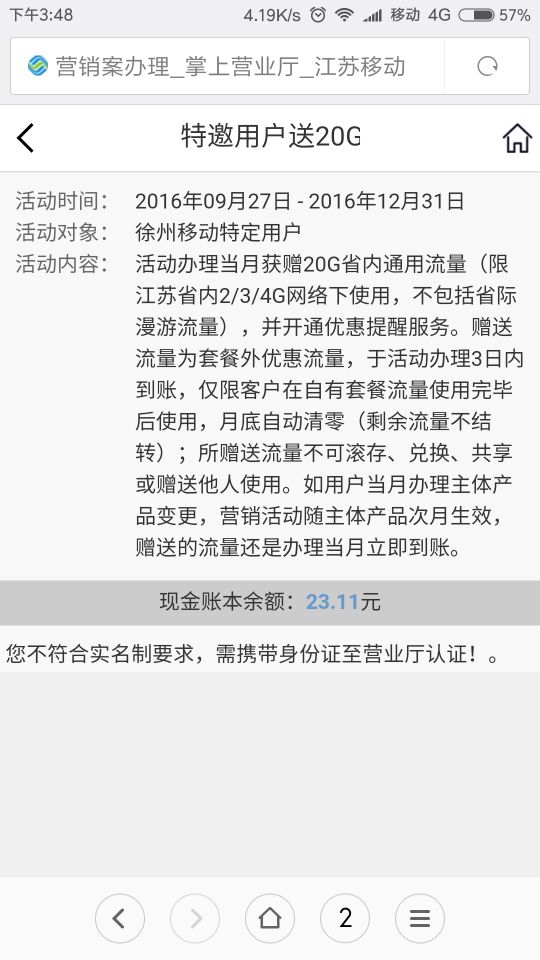 下午3:48 4.19K/s 移动 4G 57%
营销案办理_掌上营业厅_江苏移动
特邀用户送20G
活动时间： 2016年09月27日 - 2016年12月31日
活动对象： 徐州移动特定用户
活动内容： 活动办理当月获赠20G省内通用流量（限
江苏省内2/3/4G网络下使用，不包括省际
漫游流量），并开通优惠提醒服务。赠送
流量为套餐外优惠流量，于活动办理3日内
到账，仅限客户在自有套餐流量使用完毕
后使用，月底自动清零（剩余流量不结
转）；所赠送流量不可滚存、兑换、共享
或赠送他人使用。如用户当月办理主体产
品变更，营销活动随主体产品次月生效，
赠送的流量还是办理当月立即到账。
现金账本余额：23.11元
您不符合实名制要求，需携带身份证至营业厅认证！。
2